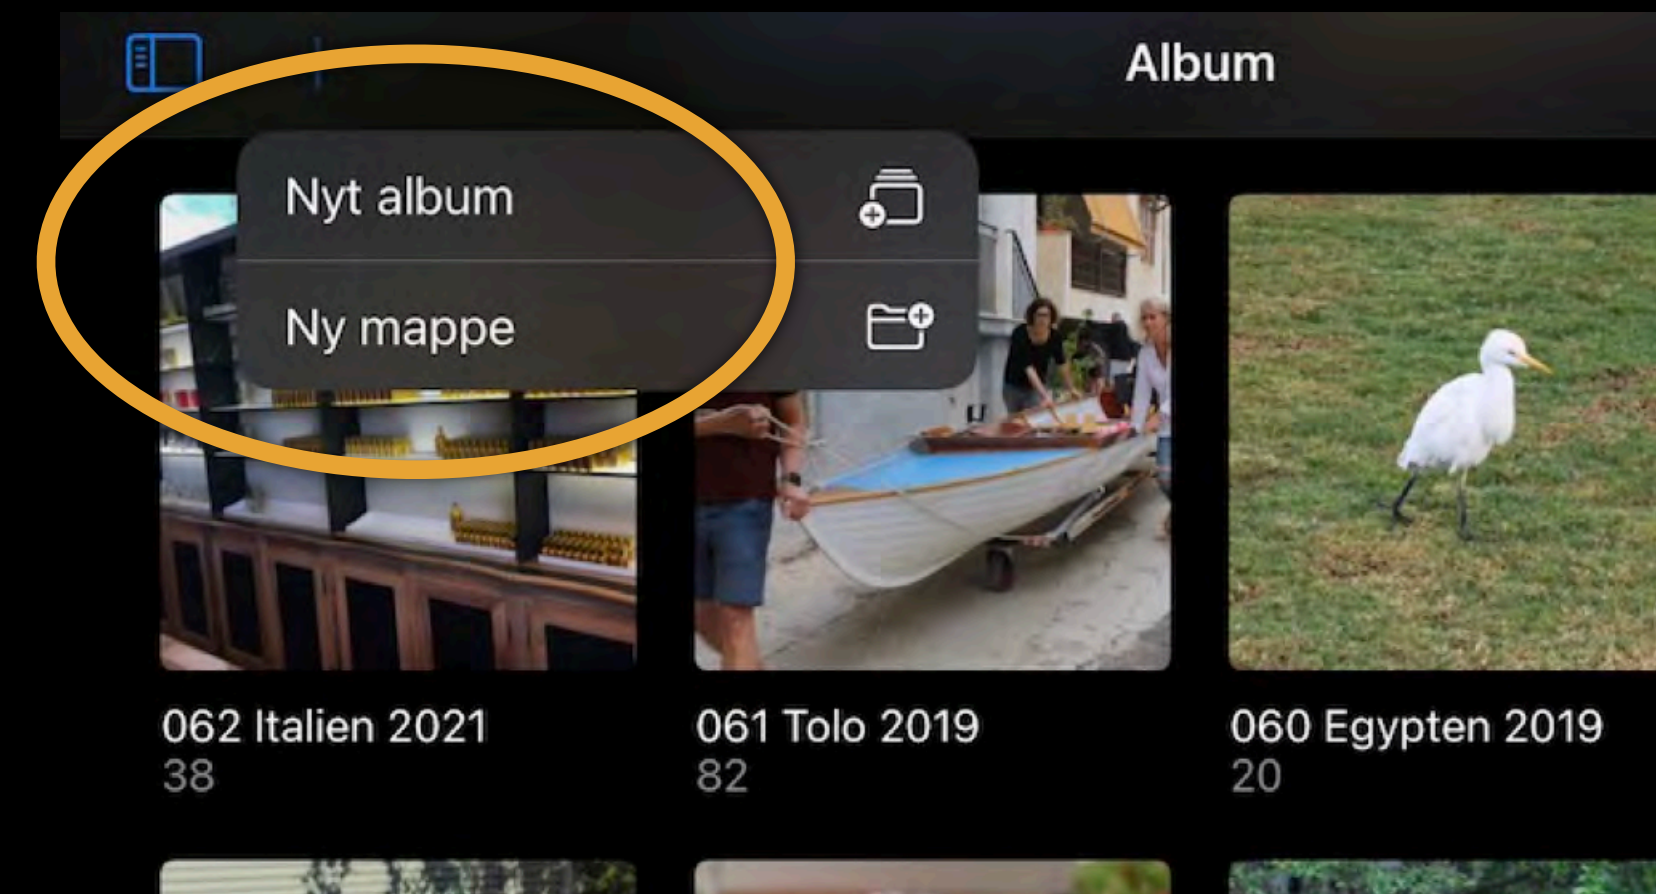 Album
Nyt album
Ny mappe
062 Italien 2021
38
061 Tolo 2019
82
060 Egypten 2019
20